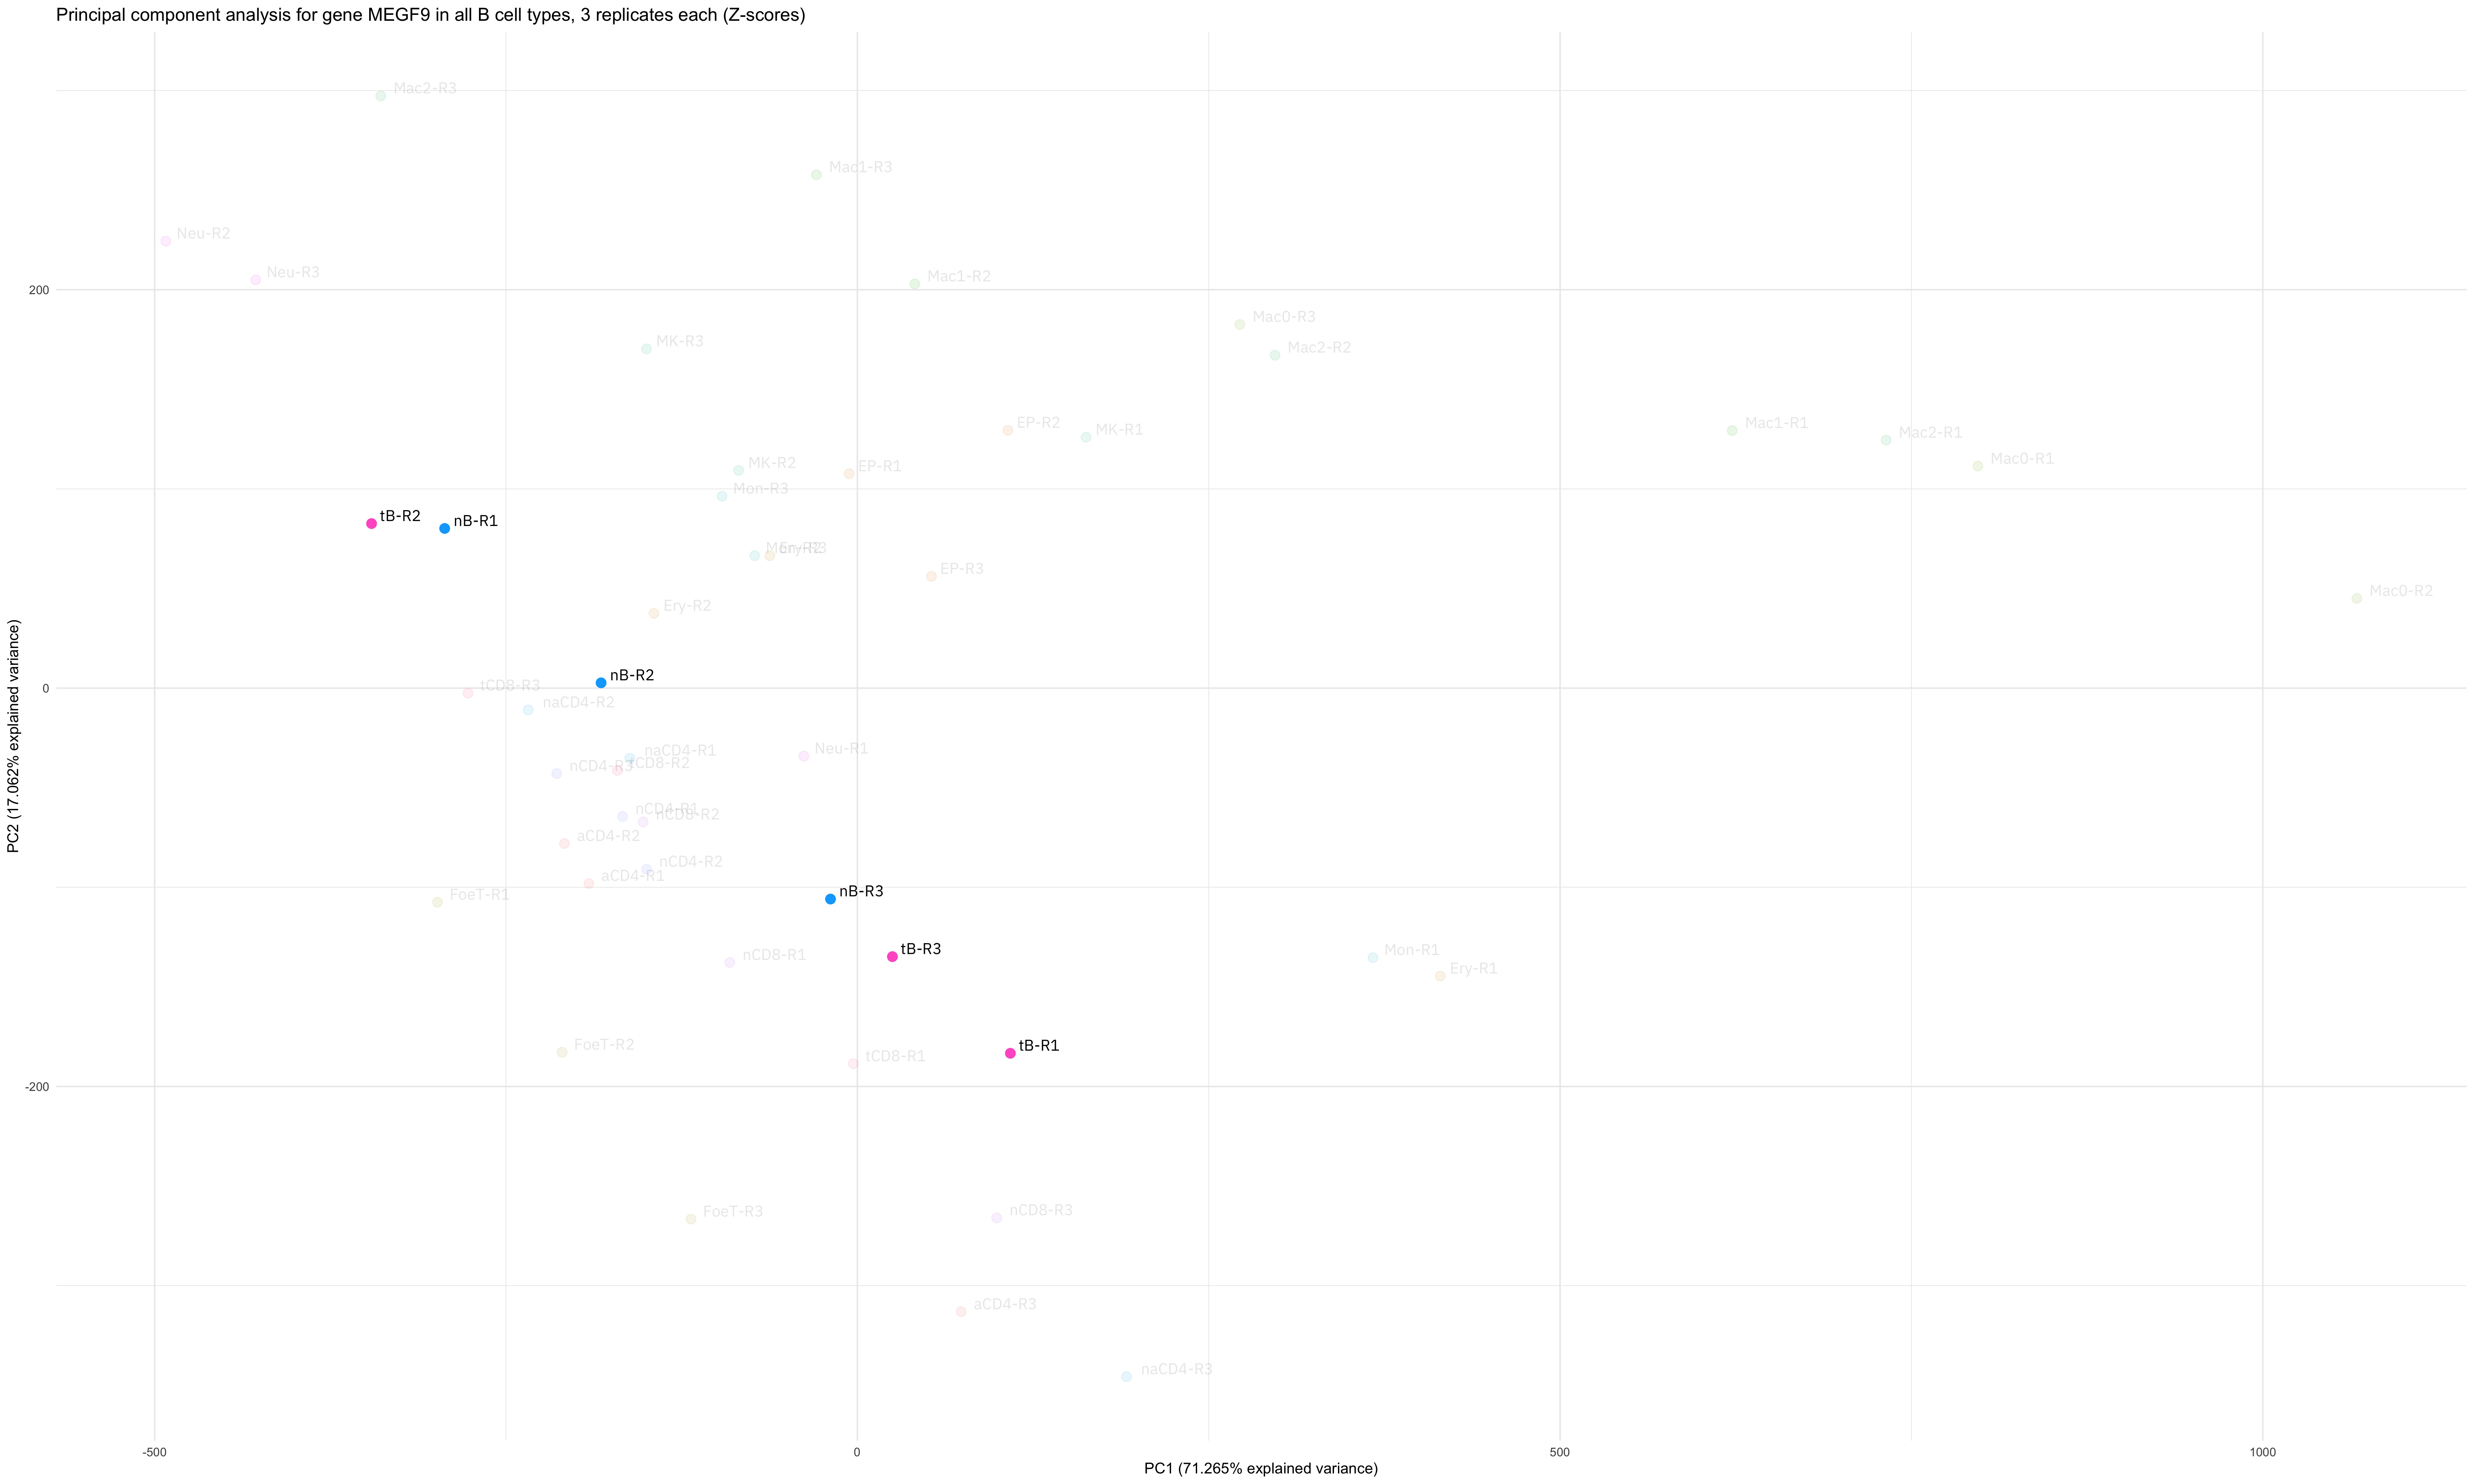 Principal component analysis for gene MEGF9 in all B cell types, 3 replicates each (Z-scores)
Mac2-R3
Mac1-R3
Neu-R2
Neu-R3
Mac1-R2
200
Mac0-R3
MK-R3
Mac2-R2
EP-R2
MK-R1
Mac1-R1
Mac2-R1
MK-R2
EP-R1
Mac0-R1
Mon-R3
tB-R2
nB-R1
Mon-R2
Ery-R3
EP-R3
Mac0-R2
Ery-R2
nB-R2
0
tCD8-R3
naCD4-R2
naCD4-R1
Neu-R1
nCD4-R3
tCD8-R2
nCD4-R1
nCD8-R2
aCD4-R2
nCD4-R2
aCD4-R1
nB-R3
FoeT-R1
tB-R3
Mon-R1
nCD8-R1
Ery-R1
FoeT-R2
tB-R1
tCD8-R1
-200
FoeT-R3
nCD8-R3
aCD4-R3
naCD4-R3
PC2 (17.062% explained variance)
-500
0
500
1000
PC1 (71.265% explained variance)